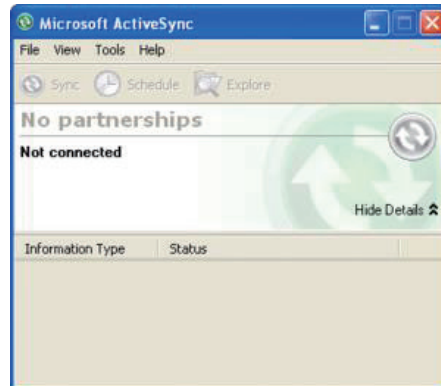 Microsoft ActiveSync
File View Tools Help
Sync Schedule Explore
No partnerships
Not connected
Hide Details
Information Type Status